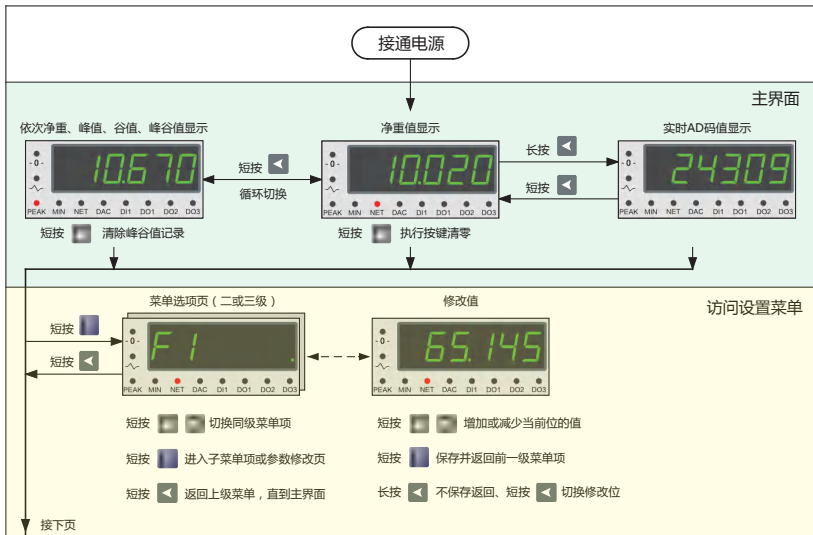 接通电源
主界面
依次净重、峰值、谷值、峰谷值显示
净重值显示
实时AD码值显示
-0-
10.670
PEAK MIN NET DAC DI1 DO1 DO2 DO3
短按
循环切换
-0-
10.020
PEAK MIN NET DAC DI1 DO1 DO2 DO3
长按
短按
-0-
24309
PEAK MIN NET DAC DI1 DO1 DO2 DO3
短按 清除峰谷值记录
短按 执行按键清零
访问设置菜单
菜单选项页（二或三级）
修改值
短按
短按
-0-
F1 .
PEAK MIN NET DAC DI1 DO1 DO2 DO3
-0-
65.145
PEAK MIN NET DAC DI1 DO1 DO2 DO3
短按 切换同级菜单项
短按 增加或减少当前位的值
短按 进入子菜单项或参数修改页
短按 保存并返回前一级菜单项
短按 返回上级菜单，直到主界面
长按 不保存返回、短按 切换修改位
接下页